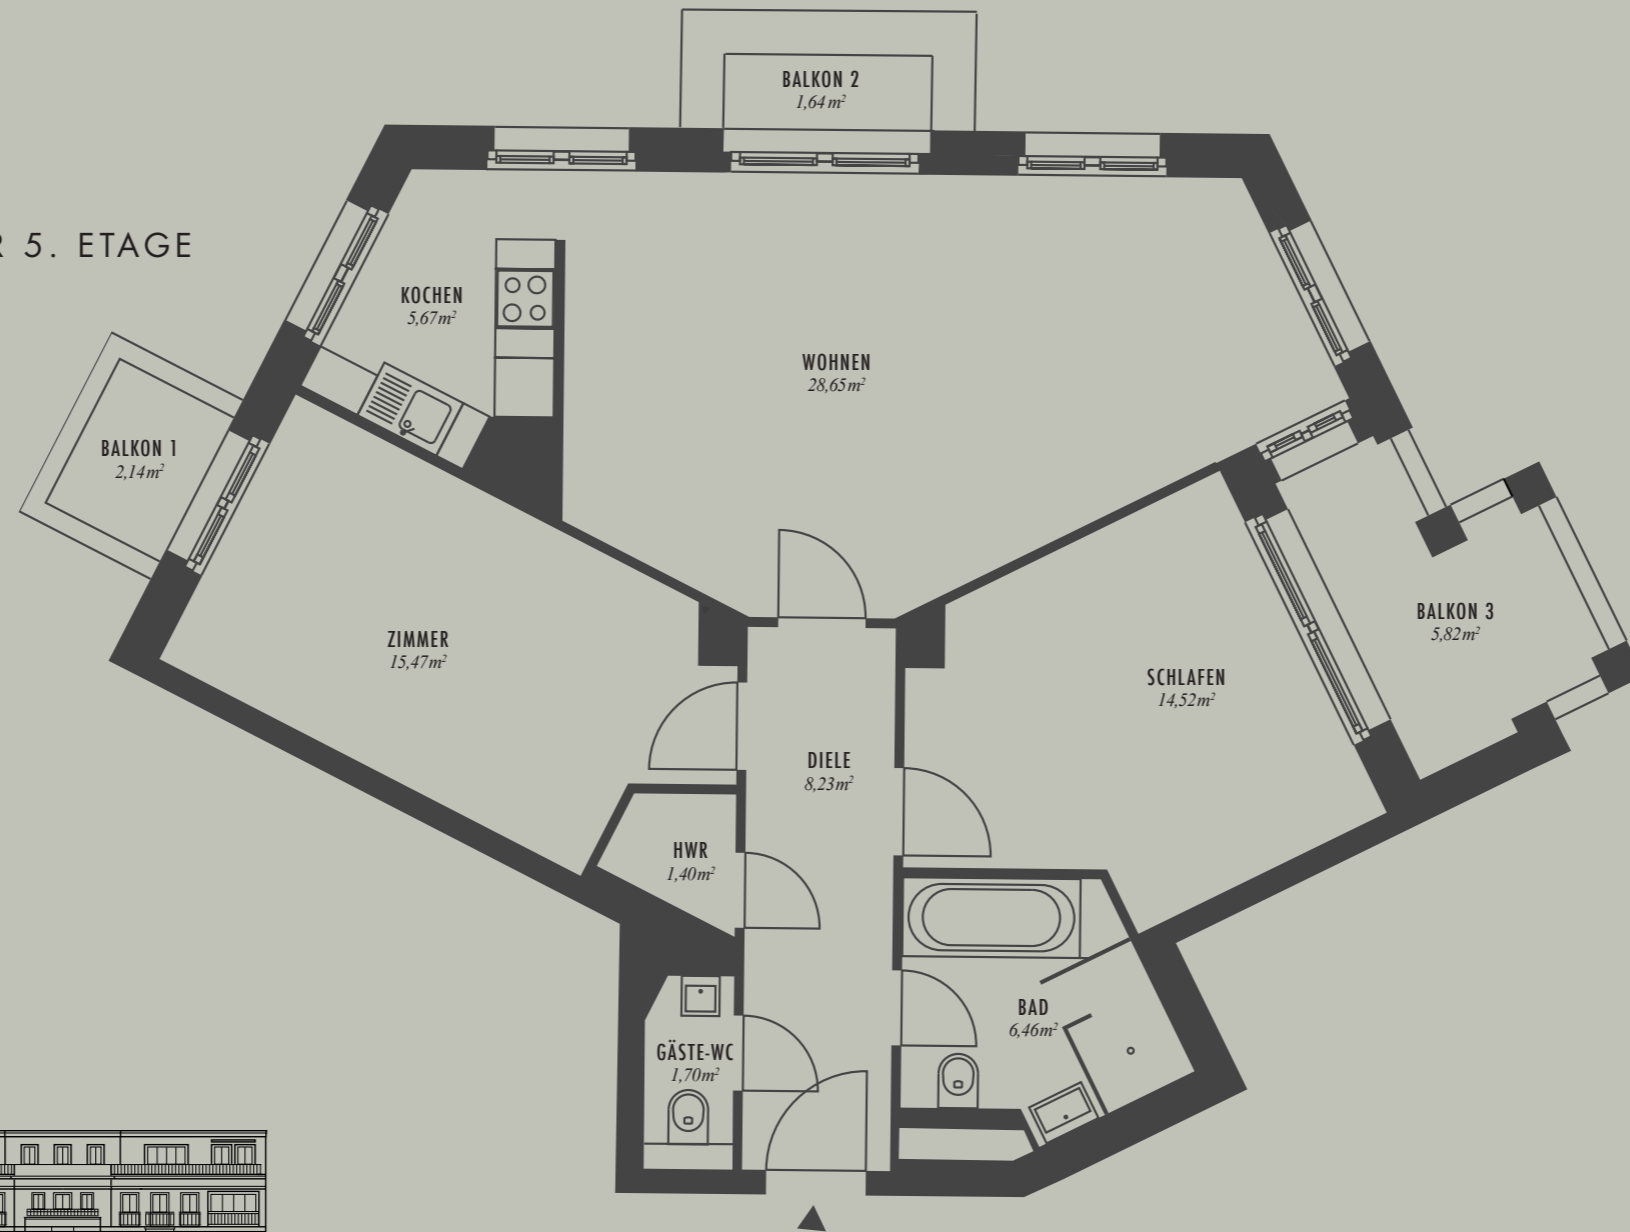 BALKON 2
1,64 m²
R 5. ETAGE
KOCHEN
5,67m²
WOHNEN
28,65m²
BALKON 1
2,14m²
BALKON 3
5,82m²
ZIMMER
15,47m²
SCHLAFEN
14,52m²
DIELE
8,23m²
HWR
1,40m²
BAD
6,46m²
GÄSTE-WC
1,70m²